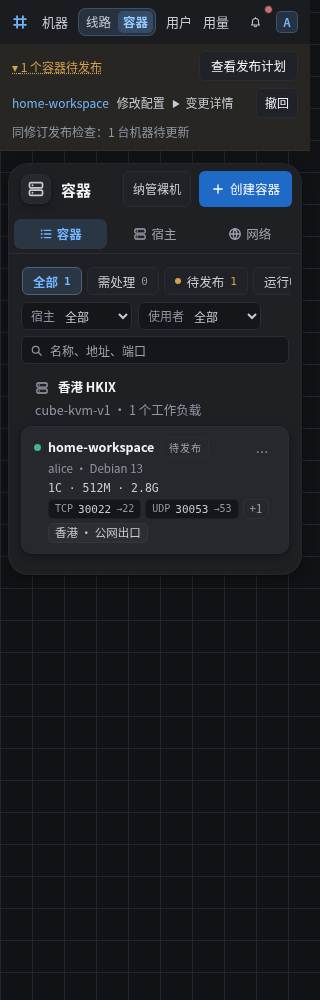 机器 线路 容器 用户 用量 A
▾ 1 个容器待发布 查看发布计划
home-workspace 修改配置 ▶ 变更详情 撤回
同修订发布检查：1 台机器待更新
容器 纳管裸机 + 创建容器
容器 宿主 网络
全部 1 需处理 0 待发布 1 运行
宿主 全部 使用者 全部
名称、地址、端口
香港 HKIX
cube-kvm-v1 • 1 个工作负载
home-workspace 待发布 …
alice • Debian 13
1C · 512M · 2.8G
TCP 30022 →22 UDP 30053 →53 +1
香港 • 公网出口